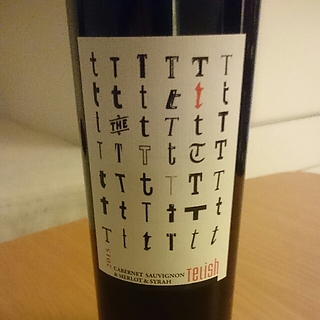 t T t T T T
t t t t t T
t THE t T t t
t T T t T T
t T t T t T
t t t t T t
T t t r t t
2015 CABERNET SAUVIGNON
& MERLOT & SYRAH
TELISH